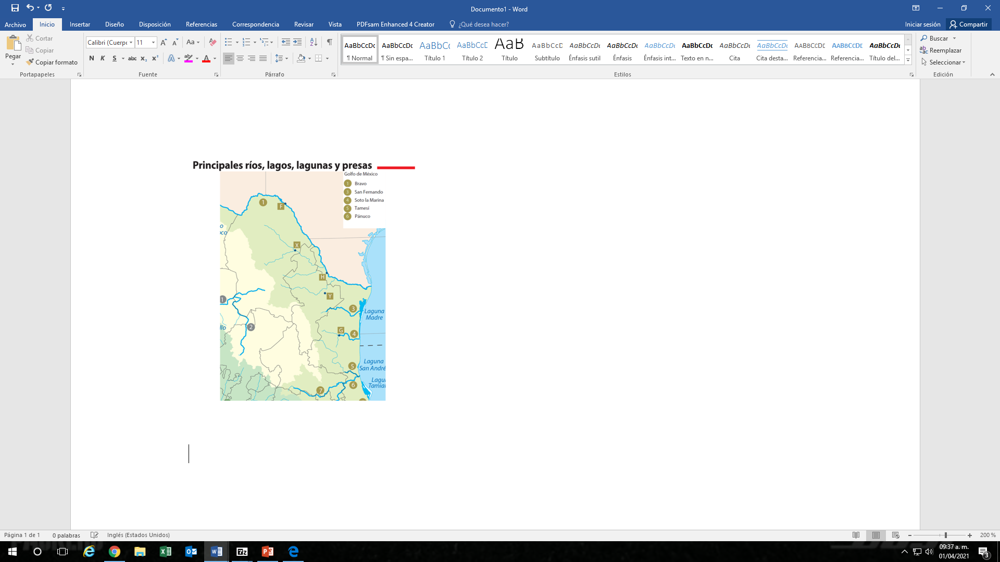 Documento1 - Word
Archivo Inicio Insertar Diseño Disposición Referencias Correspondencia Revisar Vista PDFsam Enhanced 4 Creator ¿Qué desea hacer? Iniciar sesión Compartir
Pegar
Cortar
Copiar
Copiar formato
Portapapeles
Calibri (Cuerpo 11
Aa
N K S abc x₂ x²
Fuente
Párrafo
AaBbCcDc AaBbCcDc AaBbCc AaBbCcD AaB AaBbCcD AaBbCcDc AaBbCcDc AaBbCcDc AaBbCcDc AaBbCcDc AaBbCcDc AABBCCDD AABBCCDD AaBbCcDc
¶ Normal ¶ Sin espa... Título 1 Título 2 Título Subtítulo Énfasis sutil Énfasis Énfasis int... Texto en n... Cita Cita desta... Referencia... Referencia... Título del...
Estilos
Buscar
Reemplazar
Seleccionar
Edición
Principales ríos, lagos, lagunas y presas
Golfo de México
1 Bravo
3 San Fernando
4 Soto la Marina
5 Tamesí
6 Pánuco
1
F
X
H
Y
1
3
Laguna
Madre
2
G
4
llo
5
Laguna
San André
6
7
Lagu
Tamia
Página 1 de 1 0 palabras Inglés (Estados Unidos) 200 %
09:37 a. m.
01/04/2021
3